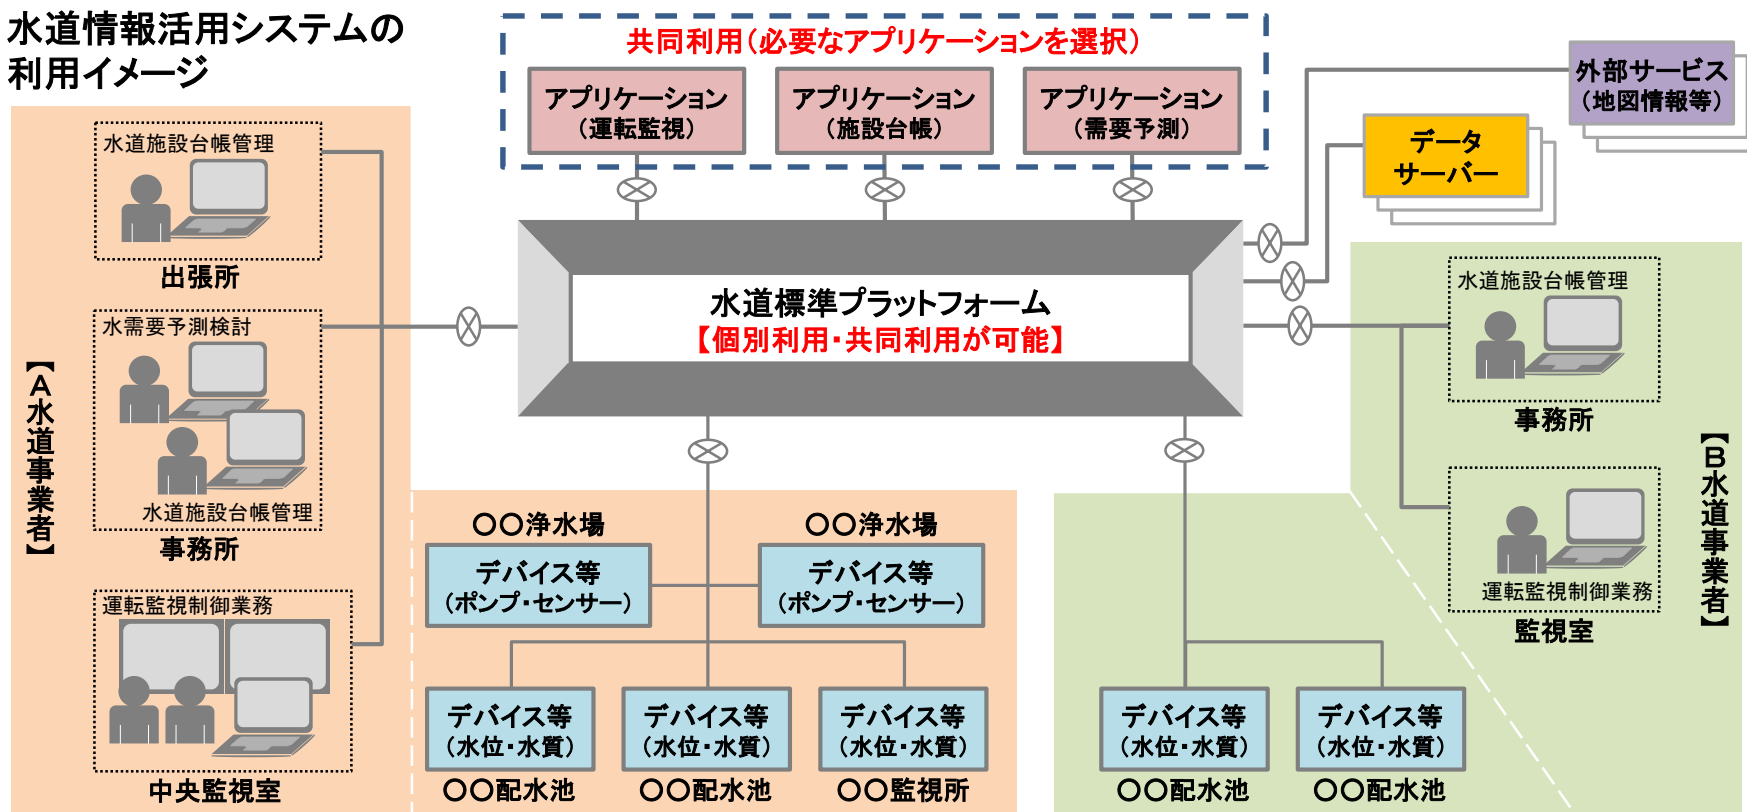 水道情報活用システムの
利用イメージ
共同利用（必要なアプリケーションを選択）
アプリケーション
（運転監視）
アプリケーション
（施設台帳）
アプリケーション
（需要予測）
外部サービス
（地図情報等）
データ
サーバー
水道標準プラットフォーム
【個別利用・共同利用が可能】
【A水道事業者】
水道施設台帳管理
出張所
水需要予測検討
水道施設台帳管理
事務所
運転監視制御業務
中央監視室
〇〇浄水場
デバイス等
（ポンプ・センサー）
〇〇浄水場
デバイス等
（ポンプ・センサー）
デバイス等
（水位・水質）
〇〇配水池
デバイス等
（水位・水質）
〇〇配水池
デバイス等
（水位・水質）
〇〇監視所
【B水道事業者】
水道施設台帳管理
事務所
運転監視制御業務
監視室
デバイス等
（水位・水質）
〇〇配水池
デバイス等
（水位・水質）
〇〇配水池